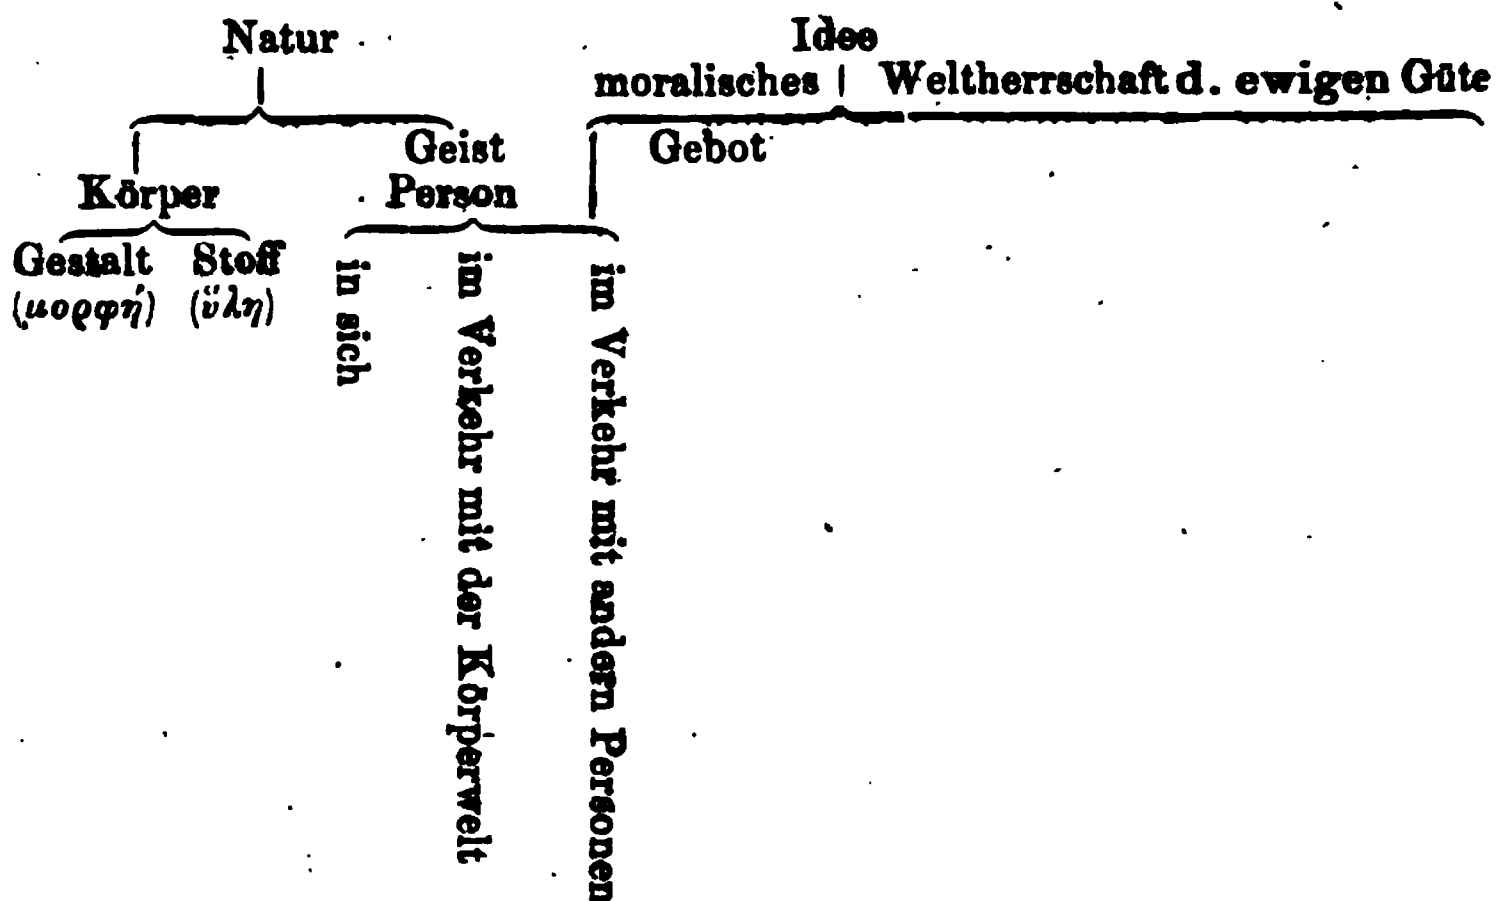 Natur
Idee
moralisches Weltherrschaft d. ewigen Güte
Geist Gebot
Körper Person
Gestalt Stoff
(μορφή) (ὕλη)
in sich
im Verkehr mit der Körperwelt
im Verkehr mit andern Personen